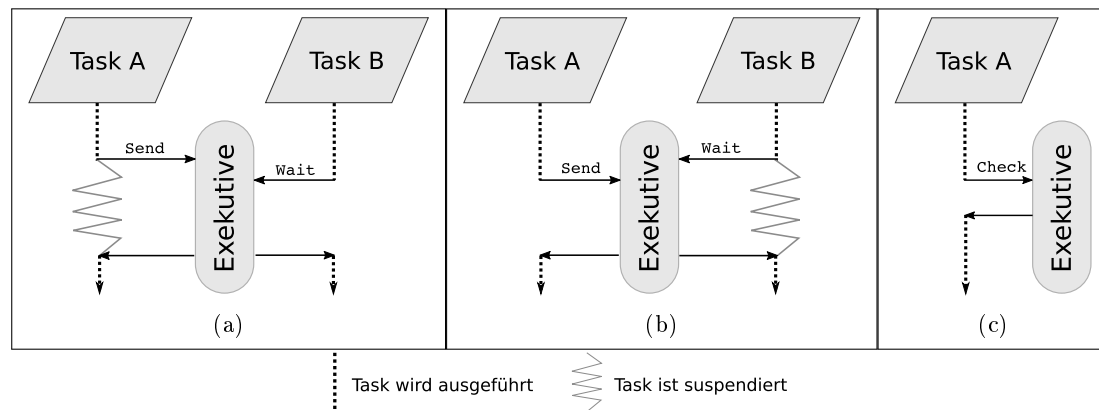 Task A
Task B
Send
Wait
Exekutive
(a)
Task A
Task B
Send
Wait
Exekutive
(b)
Task A
Check
Exekutive
(c)
Task wird ausgeführt
Task ist suspendiert